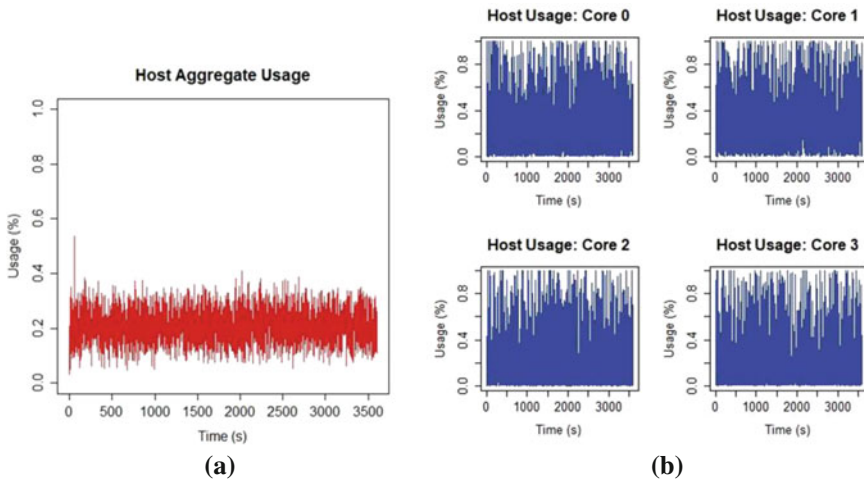 Host Aggregate Usage
Usage (%)
1.0
0.8
0.6
0.4
0.2
0.0
0 500 1000 1500 2000 2500 3000 3500
Time (s)
(a)
Host Usage: Core 0
Usage (%)
0.8
0.4
0.0
0 1000 2000 3000
Time (s)
Host Usage: Core 1
Usage (%)
0.8
0.4
0.0
0 1000 2000 3000
Time (s)
Host Usage: Core 2
Usage (%)
0.8
0.4
0.0
0 1000 2000 3000
Time (s)
Host Usage: Core 3
Usage (%)
0.8
0.4
0.0
0 1000 2000 3000
Time (s)
(b)